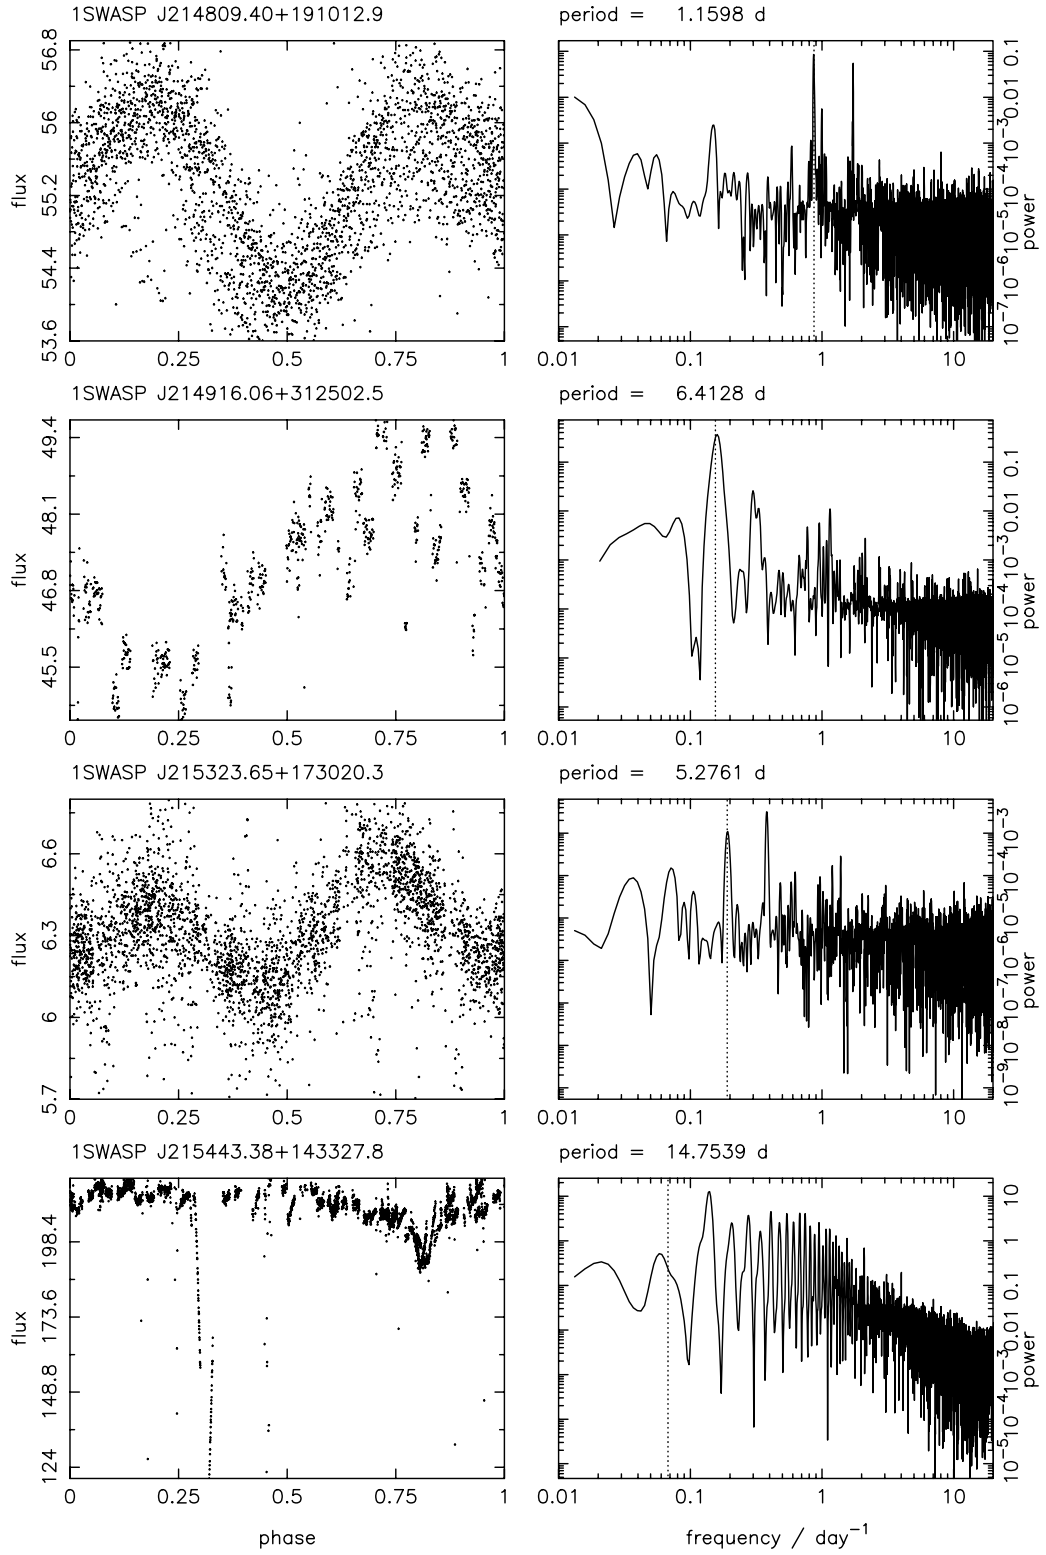 1SWASP J214809.40+191012.9
period = 1.1598 d
flux
56.8
56
55.2
54.4
53.6
0 0.25 0.5 0.75 1
power
0.1
0.01
10⁻³
10⁻⁴
10⁻⁵
10⁻⁶
10⁻⁷
0.01 0.1 1 10
1SWASP J214916.06+312502.5
period = 6.4128 d
flux
49.4
48.1
46.8
45.5
0 0.25 0.5 0.75 1
power
0.1
0.01
10⁻³
10⁻⁴
10⁻⁵
10⁻⁶
0.01 0.1 1 10
1SWASP J215323.65+173020.3
period = 5.2761 d
flux
6.6
6.3
6
5.7
0 0.25 0.5 0.75 1
power
10⁻³
10⁻⁴
10⁻⁵
10⁻⁶
10⁻⁷
10⁻⁸
10⁻⁹
0.01 0.1 1 10
1SWASP J215443.38+143327.8
period = 14.7539 d
flux
198.4
173.6
148.8
124
0 0.25 0.5 0.75 1
power
10
1
0.1
0.01
10⁻³
10⁻⁴
10⁻⁵
0.01 0.1 1 10
phase
frequency / day⁻¹